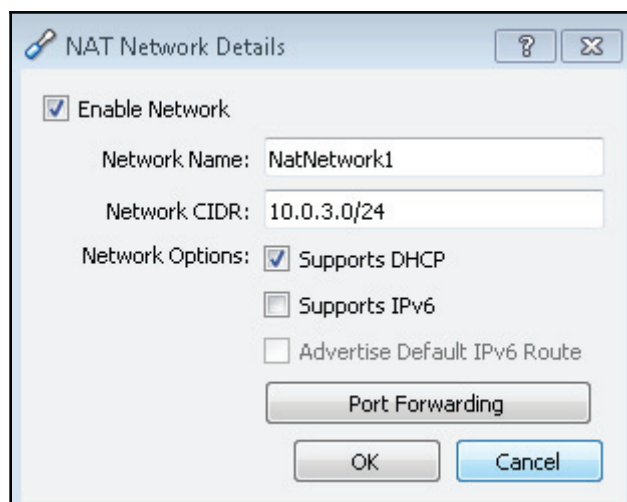 NAT Network Details
Enable Network
Network Name: NatNetwork1
Network CIDR: 10.0.3.0/24
Network Options: Supports DHCP
Supports IPv6
Advertise Default IPv6 Route
Port Forwarding
OK Cancel